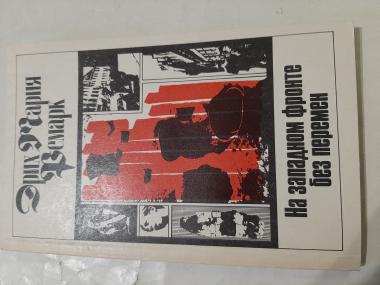 Эрих Мария
Ремарк
На западном фронте
без перемен